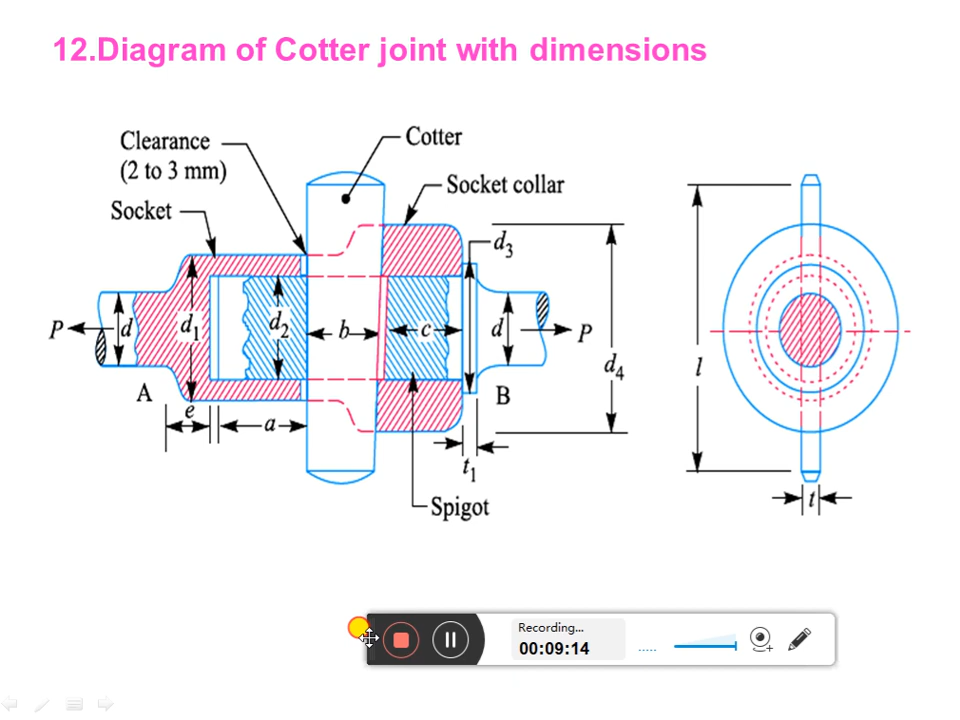 12.Diagram of Cotter joint with dimensions
Clearance
(2 to 3 mm)
Cotter
Socket collar
Socket
d3
P
d
d1
d2
b
c
d
P
d4
l
A
B
e
a
t1
t
Spigot
Recording...
00:09:14